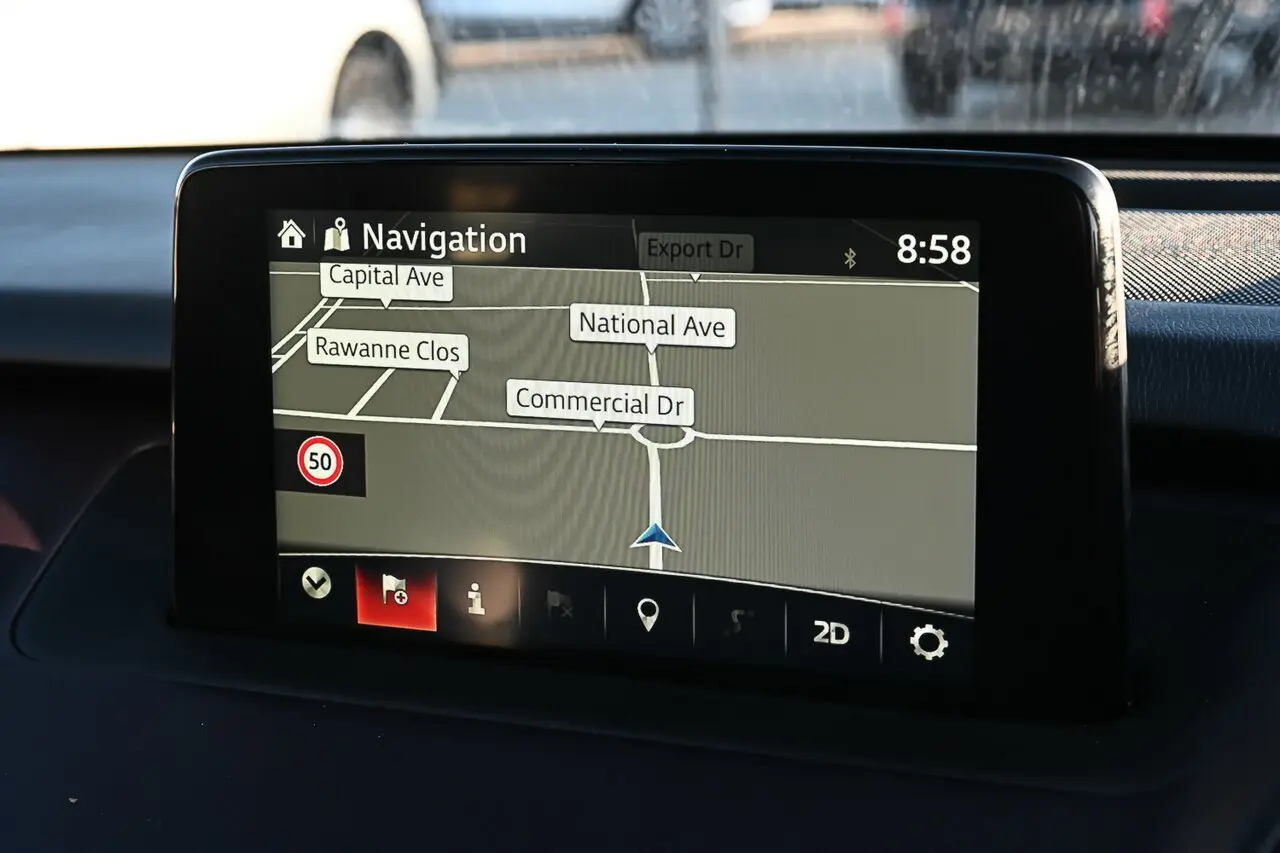 Navigation
Export Dr
8:58
Capital Ave
National Ave
Rawanne Clos
Commercial Dr
50
2D